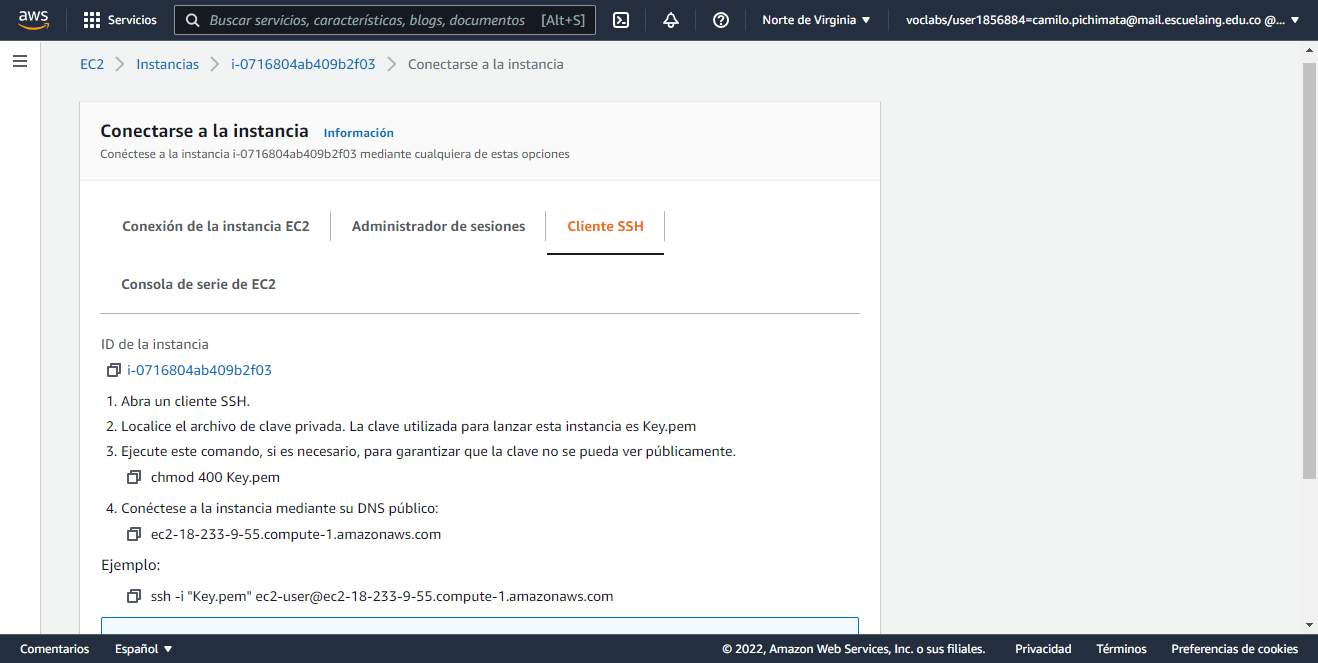 aws Servicios Buscar servicios, características, blogs, documentos [Alt+S] Norte de Virginia voclabs/user1856884=camilo.pichimata@mail.escuelaing.edu.co @...
EC2 Instancias i-0716804ab409b2f03 Conectarse a la instancia
Conectarse a la instancia Información
Conéctese a la instancia i-0716804ab409b2f03 mediante cualquiera de estas opciones
Conexión de la instancia EC2 Administrador de sesiones Cliente SSH
Consola de serie de EC2
ID de la instancia
i-0716804ab409b2f03
1. Abra un cliente SSH.
2. Localice el archivo de clave privada. La clave utilizada para lanzar esta instancia es Key.pem
3. Ejecute este comando, si es necesario, para garantizar que la clave no se pueda ver públicamente.
chmod 400 Key.pem
4. Conéctese a la instancia mediante su DNS público:
ec2-18-233-9-55.compute-1.amazonaws.com
Ejemplo:
ssh -i "Key.pem" ec2-user@ec2-18-233-9-55.compute-1.amazonaws.com
Comentarios Español © 2022, Amazon Web Services, Inc. o sus filiales. Privacidad Términos Preferencias de cookies